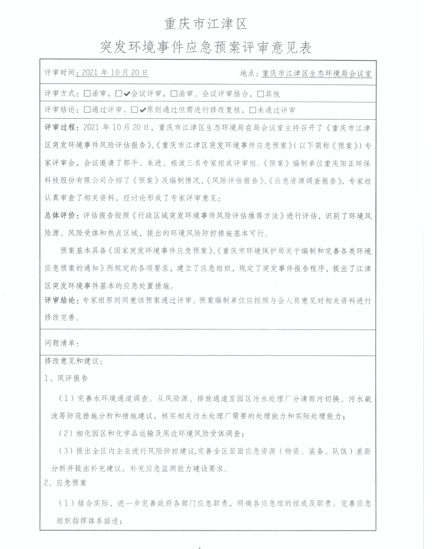 重庆市江津区
突发环境事件应急预案评审意见表
评审时间：2021 年 10 月 20 日 地点：重庆市江津区生态环境局会议室
评审方式：□函审，□✔会议评审，□函审、会议评审结合，□其他
评审结论：□通过评审，□✔原则通过但需进行修改复核，□未通过评审
评审过程：2021 年 10 月 20 日，重庆市江津区生态环境局在局会议室主持召开了《重庆市江津
区突发环境事件风险评估报告》、《重庆市江津区突发环境事件应急预案》（以下简称《预案》）专
家评审会，会议邀请了郭平、朱进、祖波三名专家组成评审组。《预案》编制单位重庆阳正环保
科技股份有限公司介绍了《预案》及编制情况，《风险评估报告》、《应急资源调查报告》，专家组
认真审查了相关资料。经讨论形成了专家评审意见：
总体评价：评估报告按照《行政区域突发环境事件风险评估推荐方法》进行评估，识别了环境风
险源、风险受体和热点区域，提出的环境风险防控措施基本可行。
预案基本具备《国家突发环境事件应急预案》、《重庆市环境保护局关于编制和完善各类环境
应急预案的通知》所规定的各项要求，建立了应急组织，规定了突发事件报告程序，提出了江津
区突发环境事件基本的应急处置措施。
评审结论：专家组原则同意该预案通过评审。预案编制单位应按照与会人员意见对相关资料进行
修改完善。
问题清单：
修改意见和建议：
1、风评报告
（1）完善水环境通道调查。从风险源、排放通道至园区污水处理厂分清雨污切换、污水截
流等防范措施分析和措施建议，核实相关污水处理厂需要的处理能力和实际处理能力；
（2）细化园区和化学品运输及周边环境风险受体调查；
（3）提出全区内企业进行风险防控建议，完善全区层面应急资源（物资、装备、队伍）差距
分析并提出补充建议。补充应急监测能力建设要求。
2、应急预案
（1）结合实际，进一步完善政府各部门应急职责，明确各应急组的组成及职责。完善应急
组织指挥体系描述；